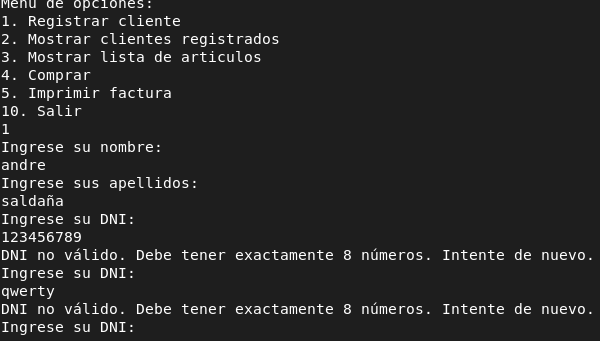 Menu de opciones:
1. Registrar cliente
2. Mostrar clientes registrados
3. Mostrar lista de articulos
4. Comprar
5. Imprimir factura
10. Salir
1
Ingrese su nombre:
andre
Ingrese sus apellidos:
saldaña
Ingrese su DNI:
123456789
DNI no válido. Debe tener exactamente 8 números. Intente de nuevo.
Ingrese su DNI:
qwerty
DNI no válido. Debe tener exactamente 8 números. Intente de nuevo.
Ingrese su DNI: